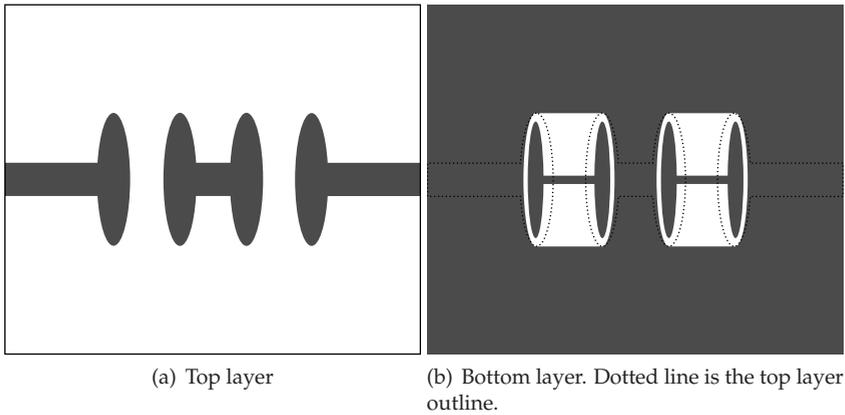 (a) Top layer
(b) Bottom layer. Dotted line is the top layer
outline.